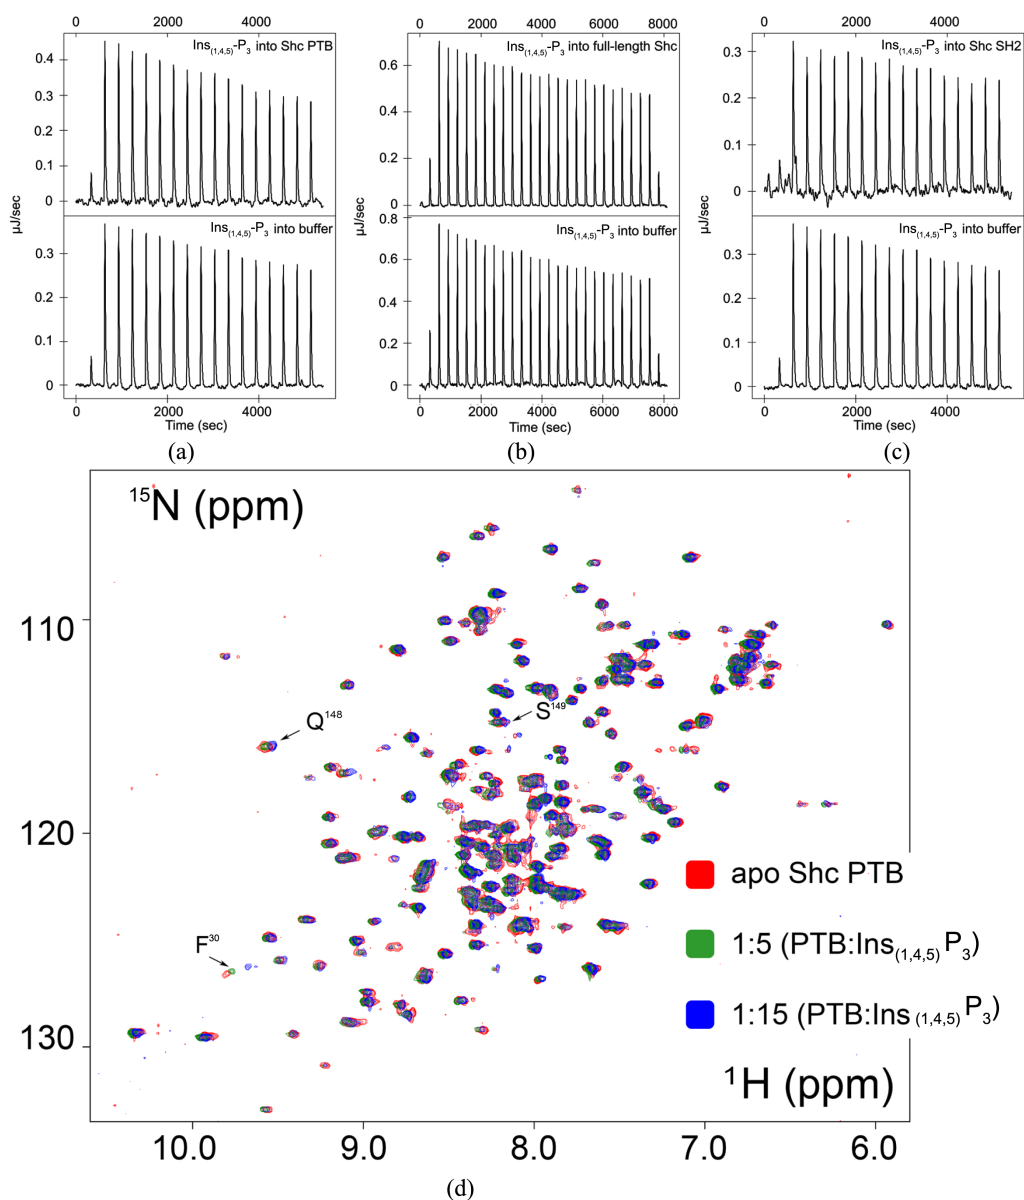 0 2000 4000
0 2000 4000 6000 8000
0 2000 4000
Ins(1,4,5)-P3 into Shc PTB
0.4
0.3
0.2
0.1
0
Ins(1,4,5)-P3 into full-length Shc
0.6
0.4
0.2
0
Ins(1,4,5)-P3 into Shc SH2
0.3
0.2
0.1
0
µJ/sec
µJ/sec
µJ/sec
Ins(1,4,5)-P3 into buffer
0.3
0.2
0.1
0
Ins(1,4,5)-P3 into buffer
0.8
0.6
0.4
0.2
0
Ins(1,4,5)-P3 into buffer
0.3
0.2
0.1
0
0 2000 4000
0 2000 4000 6000 8000
0 2000 4000
Time (sec)
Time (sec)
Time (sec)
(a)
(b)
(c)
15N (ppm)
110
S149
Q148
120
apo Shc PTB
F30
1:5 (PTB:Ins(1,4,5)P3)
1:15 (PTB:Ins(1,4,5)P3)
130
1H (ppm)
10.0 9.0 8.0 7.0 6.0
(d)